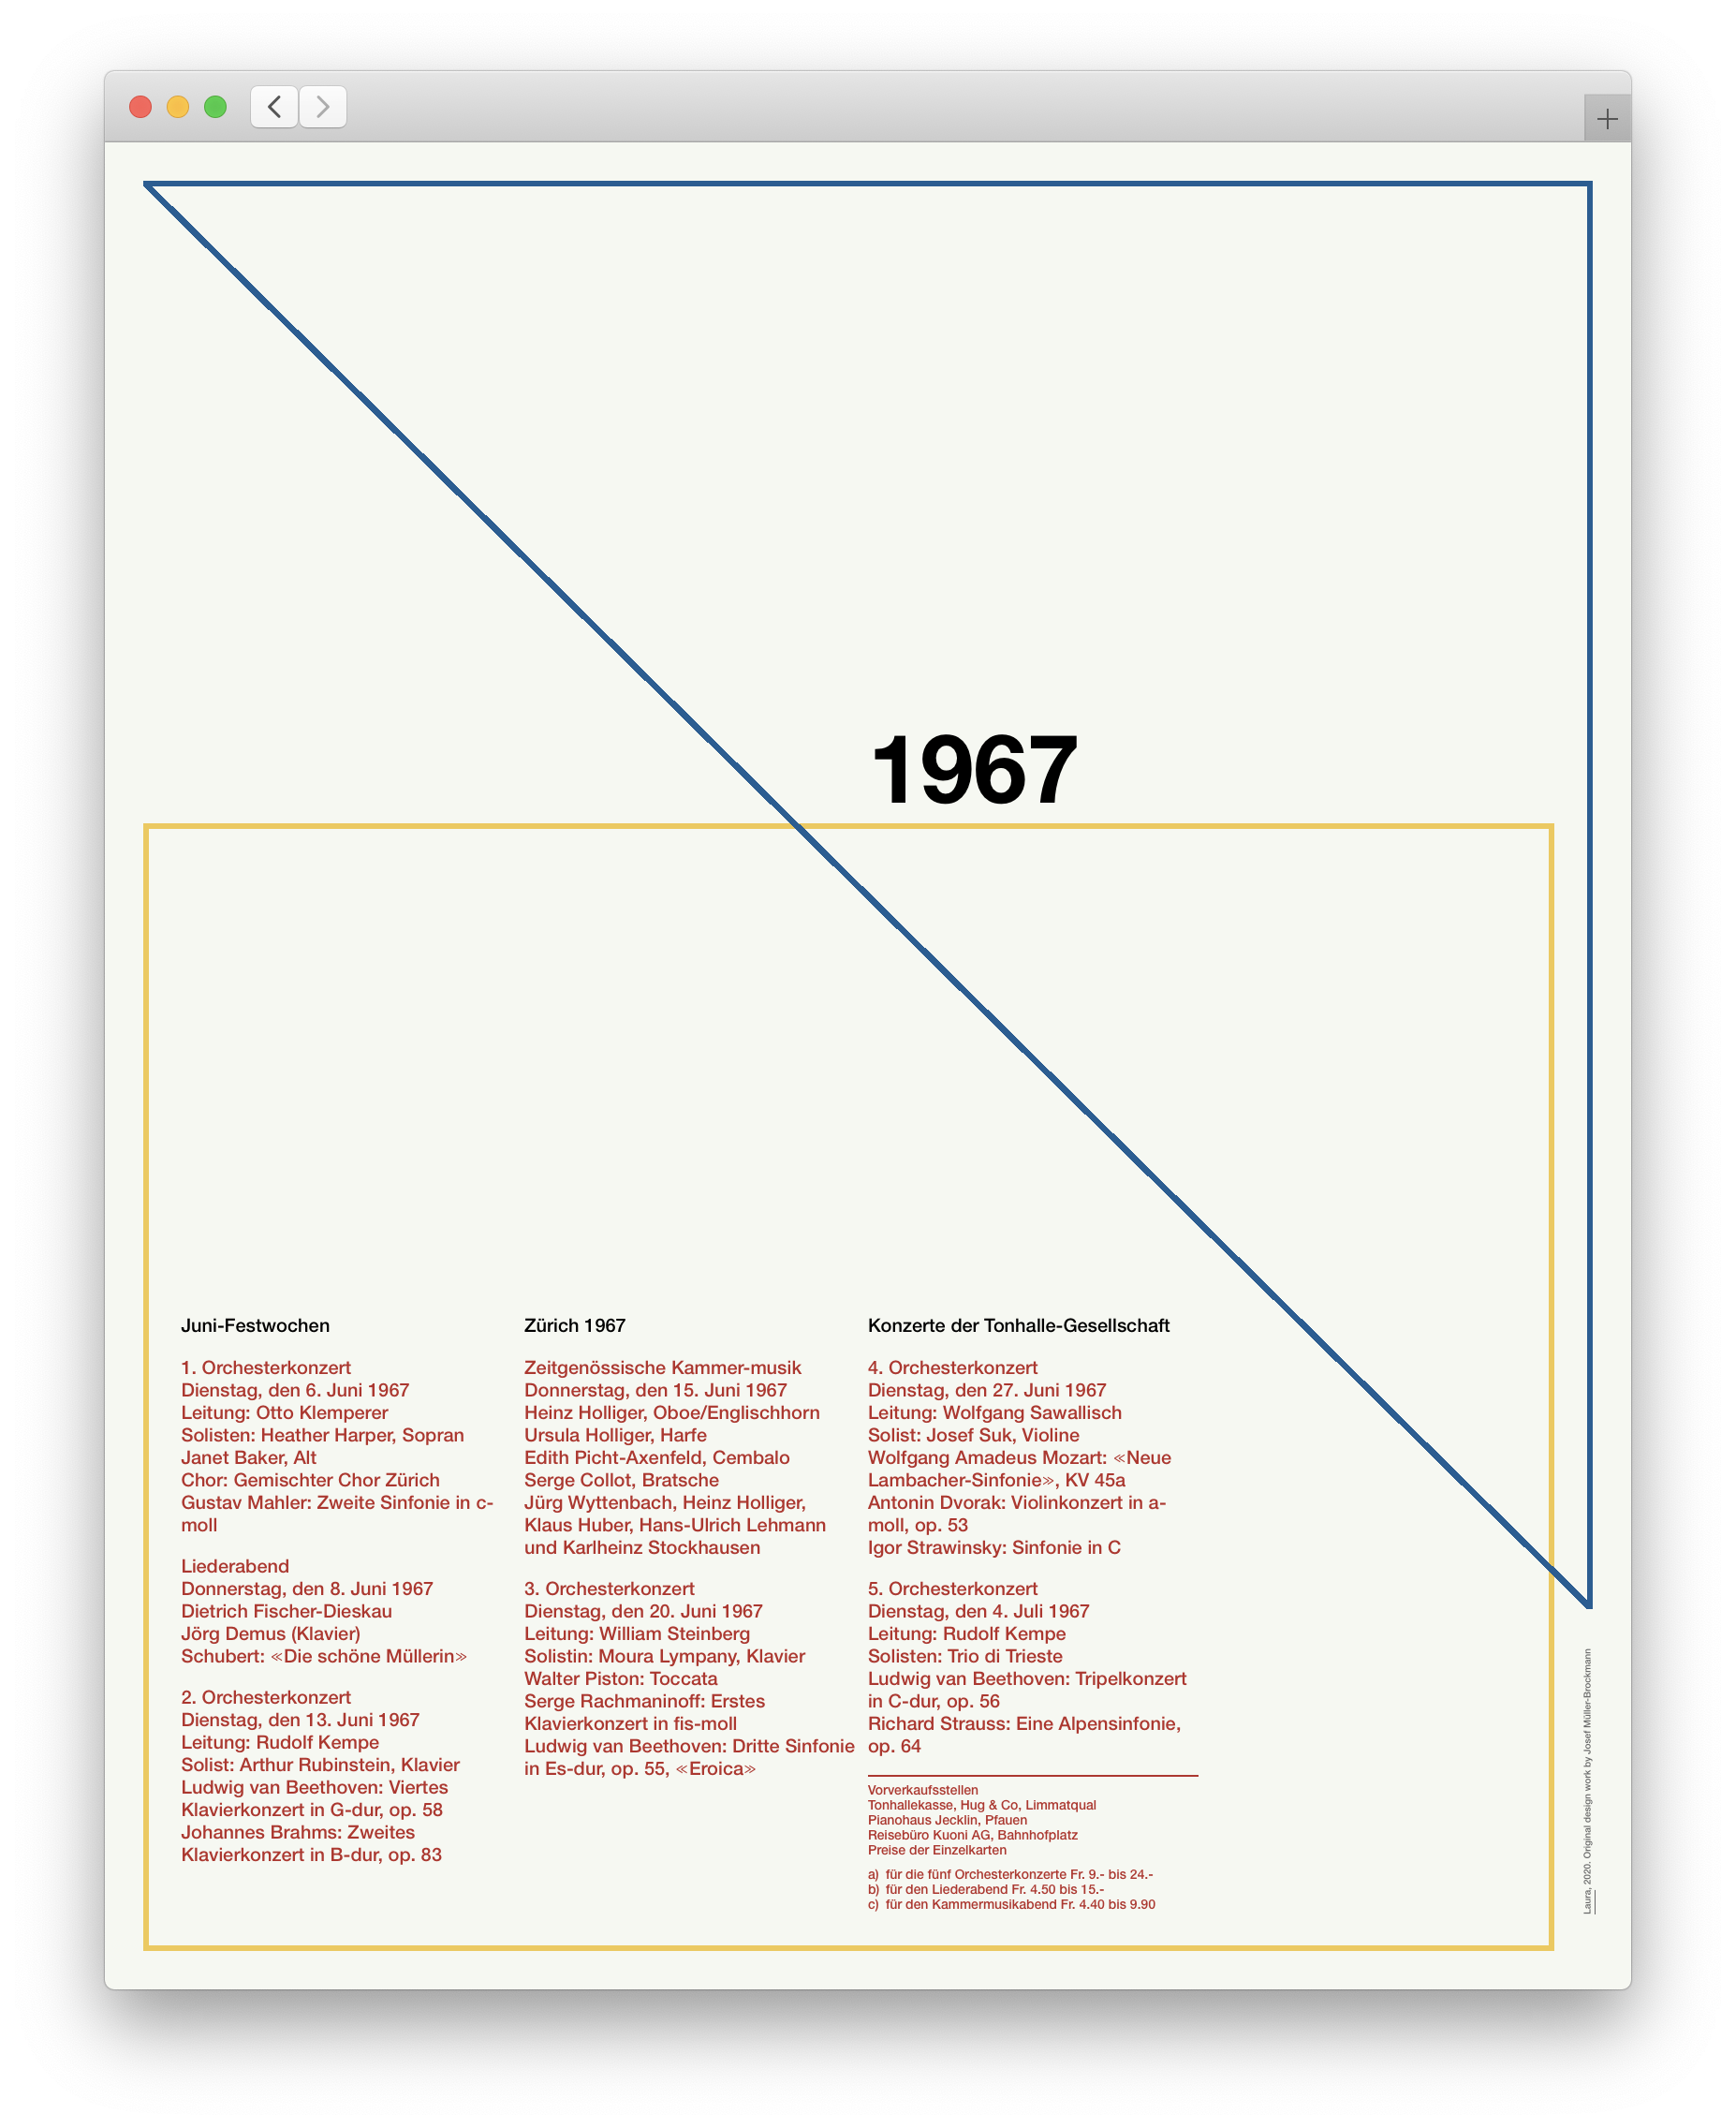 1967
Juni-Festwochen
1. Orchesterkonzert
Dienstag, den 6. Juni 1967
Leitung: Otto Klemperer
Solisten: Heather Harper, Sopran
Janet Baker, Alt
Chor: Gemischter Chor Zürich
Gustav Mahler: Zweite Sinfonie in c-
moll
Liederabend
Donnerstag, den 8. Juni 1967
Dietrich Fischer-Dieskau
Jörg Demus (Klavier)
Schubert: «Die schöne Müllerin»
2. Orchesterkonzert
Dienstag, den 13. Juni 1967
Leitung: Rudolf Kempe
Solist: Arthur Rubinstein, Klavier
Ludwig van Beethoven: Viertes
Klavierkonzert in G-dur, op. 58
Johannes Brahms: Zweites
Klavierkonzert in B-dur, op. 83
Zürich 1967
Zeitgenössische Kammer-musik
Donnerstag, den 15. Juni 1967
Heinz Holliger, Oboe/Englischhorn
Ursula Holliger, Harfe
Edith Picht-Axenfeld, Cembalo
Serge Collot, Bratsche
Jürg Wyttenbach, Heinz Holliger,
Klaus Huber, Hans-Ulrich Lehmann
und Karlheinz Stockhausen
3. Orchesterkonzert
Dienstag, den 20. Juni 1967
Leitung: William Steinberg
Solistin: Moura Lympany, Klavier
Walter Piston: Toccata
Serge Rachmaninoff: Erstes
Klavierkonzert in fis-moll
Ludwig van Beethoven: Dritte Sinfonie
in Es-dur, op. 55, «Eroica»
Konzerte der Tonhalle-Gesellschaft
4. Orchesterkonzert
Dienstag, den 27. Juni 1967
Leitung: Wolfgang Sawallisch
Solist: Josef Suk, Violine
Wolfgang Amadeus Mozart: «Neue
Lambacher-Sinfonie», KV 45a
Antonin Dvorak: Violinkonzert in a-
moll, op. 53
Igor Strawinsky: Sinfonie in C
5. Orchesterkonzert
Dienstag, den 4. Juli 1967
Leitung: Rudolf Kempe
Solisten: Trio di Trieste
Ludwig van Beethoven: Tripelkonzert
in C-dur, op. 56
Richard Strauss: Eine Alpensinfonie,
op. 64
Vorverkaufsstellen
Tonhallekasse, Hug & Co, Limmatqual
Pianohaus Jecklin, Pfauen
Reisebüro Kuoni AG, Bahnhofplatz
Preise der Einzelkarten
a) für die fünf Orchesterkonzerte Fr. 9.- bis 24.-
b) für den Liederabend Fr. 4.50 bis 15.-
c) für den Kammermusikabend Fr. 4.40 bis 9.90
Laura, 2020. Original design work by Josef Müller-Brockmann